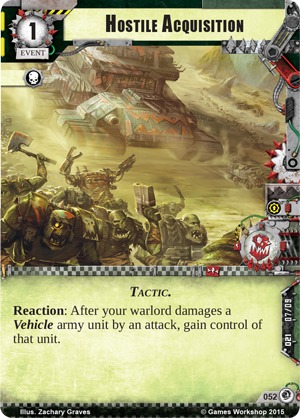 1
HOSTILE ACQUISITION
EVENT
021 07/09
TACTIC.
Reaction: After your warlord damages a
Vehicle army unit by an attack, gain control of
that unit.
052
Illus. Zachary Graves
© Games Workshop 2015